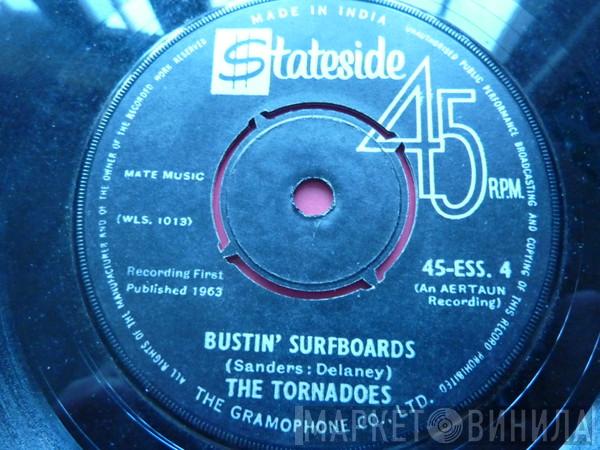 MADE IN INDIA
ALL RIGHTS OF THE MANUFACTURER AND OF THE OWNER OF THE RECORDED WORK RESERVED
UNAUTHORISED PUBLIC PERFORMANCE BROADCASTING AND COPYING OF THIS RECORD PROHIBITED
$tateside
45
R.P.M.
MATE MUSIC
(WLS. 1013)
45-ESS. 4
Recording First
Published 1963
(An AERTAUN
Recording)
BUSTIN' SURFBOARDS
(Sanders: Delaney)
THE TORNADOES
THE GRAMOPHONE CO., LTD.
МАРКЕТ ВИНИЛА